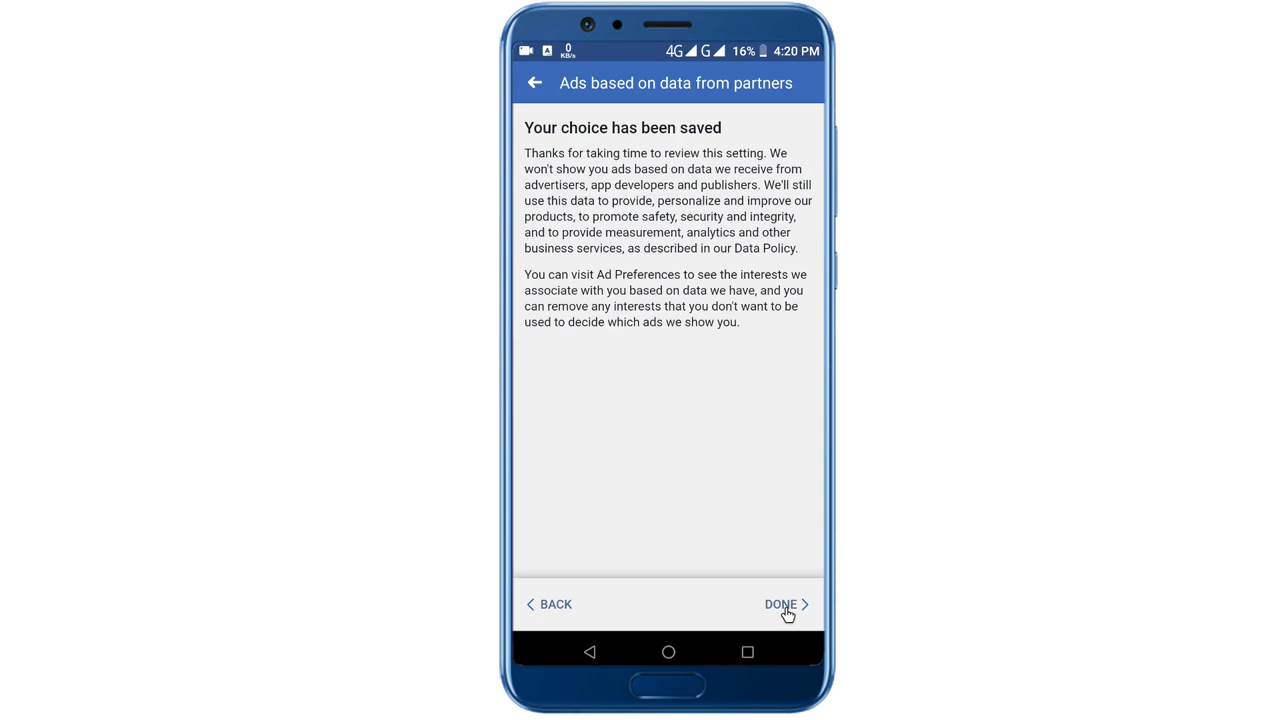 A 0 KB/s 4G G 16% 4:20 PM
Ads based on data from partners
Your choice has been saved
Thanks for taking time to review this setting. We
won't show you ads based on data we receive from
advertisers, app developers and publishers. We'll still
use this data to provide, personalize and improve our
products, to promote safety, security and integrity,
and to provide measurement, analytics and other
business services, as described in our Data Policy.
You can visit Ad Preferences to see the interests we
associate with you based on data we have, and you
can remove any interests that you don't want to be
used to decide which ads we show you.
BACK DONE